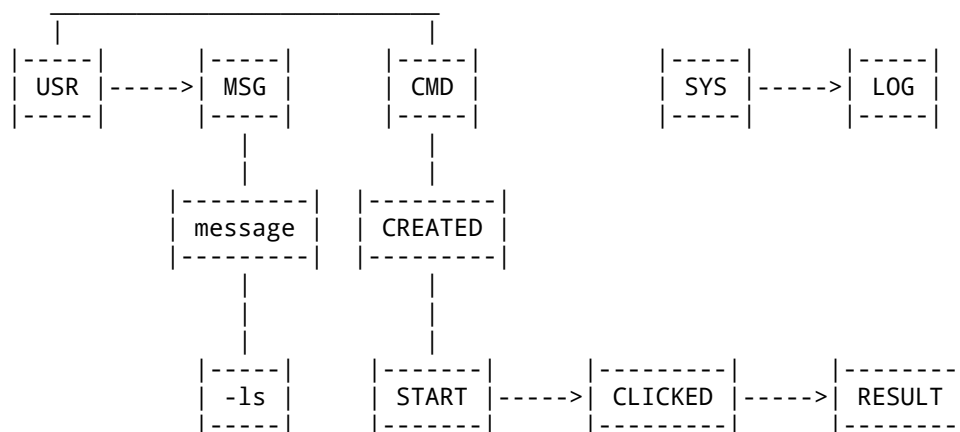 USR -----> MSG CMD SYS -----> LOG
message CREATED
-ls START -----> CLICKED -----> RESULT